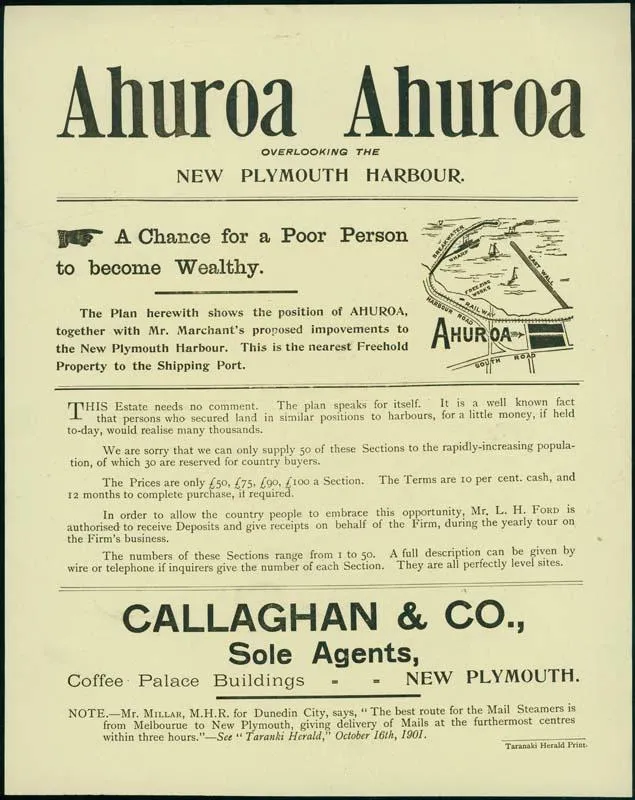 Ahuroa Ahuroa
OVERLOOKING THE
NEW PLYMOUTH HARBOUR.
A Chance for a Poor Person
to become Wealthy.
The Plan herewith shows the position of AHUROA,
together with Mr. Marchant's proposed impovements to
the New Plymouth Harbour. This is the nearest Freehold
Property to the Shipping Port.
BREAKWATER
WHARF
EAST WALL
FREEZING
WORKS
RAILWAY
HARBOUR ROAD
AHUROA
SOUTH ROAD
THIS Estate needs no comment. The plan speaks for itself. It is a well known fact
that persons who secured land in similar positions to harbours, for a little money, if held
to-day, would realise many thousands.
We are sorry that we can only supply 50 of these Sections to the rapidly-increasing popula-
tion, of which 30 are reserved for country buyers.
The Prices are only £50, £75, £90, £100 a Section. The Terms are 10 per cent. cash, and
12 months to complete purchase, if required.
In order to allow the country people to embrace this opportunity, Mr. L. H. FORD is
authorised to receive Deposits and give receipts on behalf of the Firm, during the yearly tour on
the Firm's business.
The numbers of these Sections range from 1 to 50. A full description can be given by
wire or telephone if inquirers give the number of each Section. They are all perfectly level sites.
CALLAGHAN & CO.,
Sole Agents,
Coffee Palace Buildings - - NEW PLYMOUTH.
NOTE.—Mr. MILLAR, M.H.R. for Dunedin City, says, "The best route for the Mail Steamers is
from Melbourne to New Plymouth, giving delivery of Mails at the furthermost centres
within three hours."—See "Taranki Herald," October 16th, 1901.
Taranaki Herald Print.